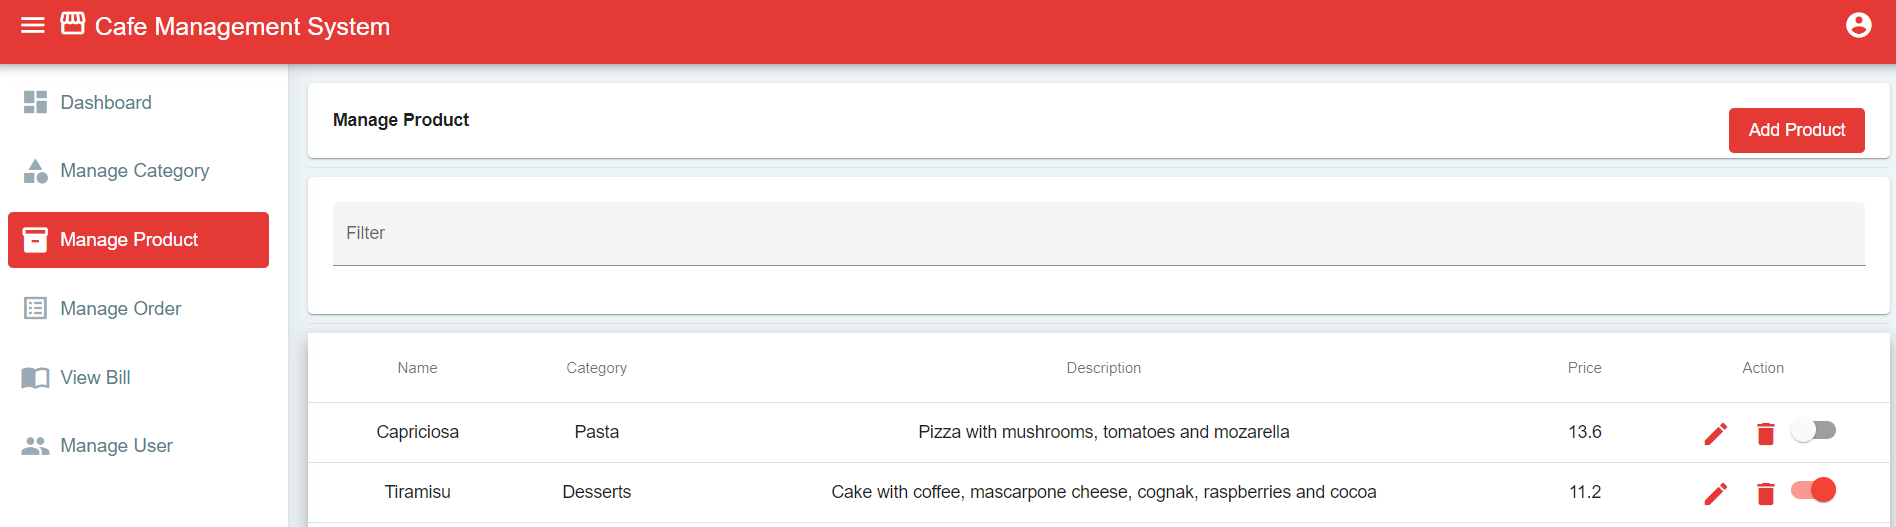 Cafe Management System
Dashboard
Manage Category
Manage Product
Manage Order
View Bill
Manage User
Manage Product
Add Product
Filter
Name Category Description Price Action
Capriciosa Pasta Pizza with mushrooms, tomatoes and mozarella 13.6
Tiramisu Desserts Cake with coffee, mascarpone cheese, cognak, raspberries and cocoa 11.2